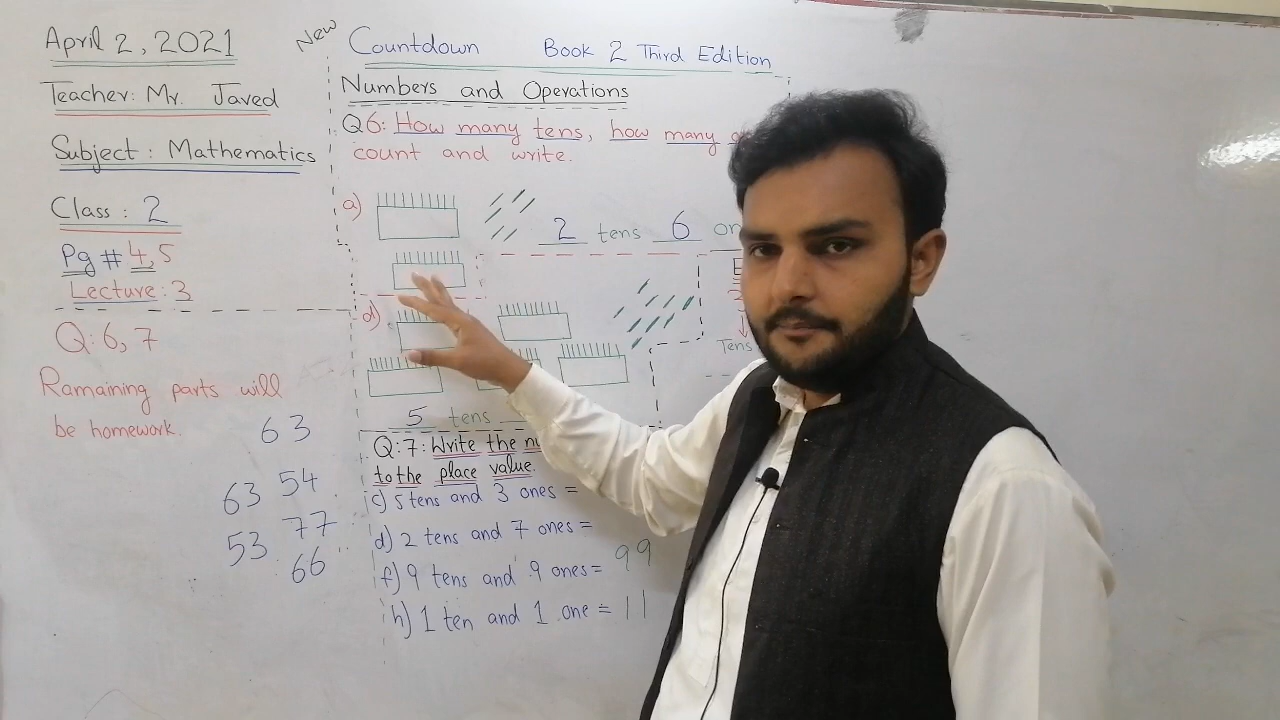 April 2, 2021
Teacher: Mr. Javed
Subject: Mathematics
Class: 2
Pg # 4,5
Lecture: 3
Q: 6,7
Ramaining parts will
be homework.
63
63 54
53 77
66
New
Countdown Book 2 Third Edition
Numbers and Operations
Q6: How many tens, how many
count and write.
a)
2 tens 6
d)
5 tens
Tens
Q:7: Write the
to the place value.
c) 5 tens and 3 ones =
d) 2 tens and 7 ones =
f) 9 tens and 9 ones= 99
h) 1 ten and 1 one = 11